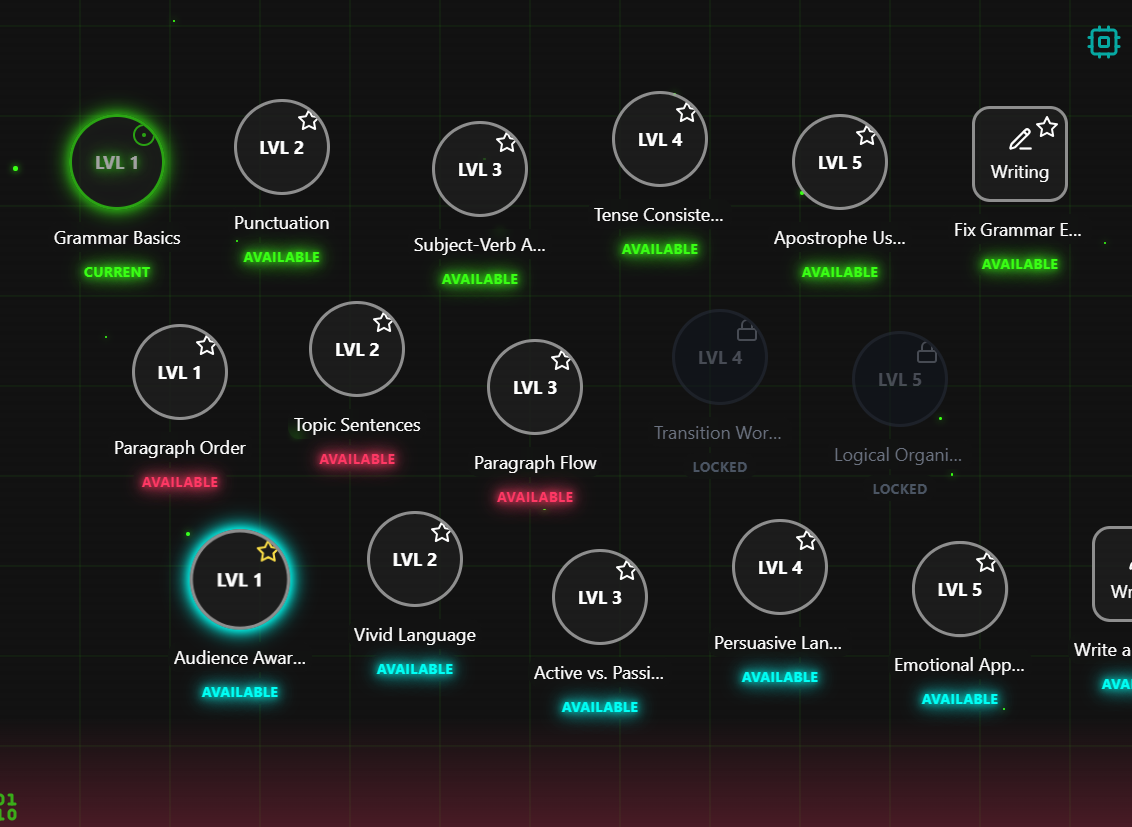 LVL 1
LVL 2
LVL 3
LVL 4
LVL 5
Writing
Grammar Basics
CURRENT
Punctuation
AVAILABLE
Subject-Verb A...
AVAILABLE
Tense Consiste...
AVAILABLE
Apostrophe Us...
AVAILABLE
Fix Grammar E...
AVAILABLE
LVL 1
LVL 2
LVL 3
LVL 4
LVL 5
Paragraph Order
AVAILABLE
Topic Sentences
AVAILABLE
Paragraph Flow
AVAILABLE
Transition Wor...
LOCKED
Logical Organi...
LOCKED
LVL 1
LVL 2
LVL 3
LVL 4
LVL 5
Wr
Audience Awar...
AVAILABLE
Vivid Language
AVAILABLE
Active vs. Passi...
AVAILABLE
Persuasive Lan...
AVAILABLE
Emotional App...
AVAILABLE
Write a
AVA
01
10